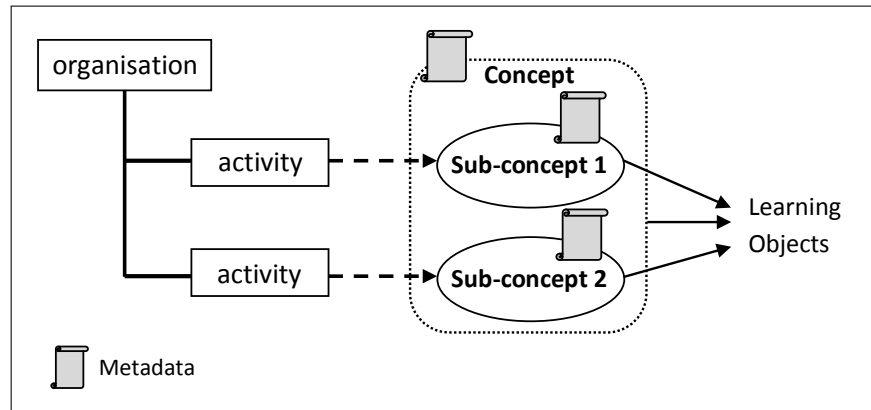 organisation
Concept
activity
Sub-concept 1
Learning
Objects
activity
Sub-concept 2
Metadata